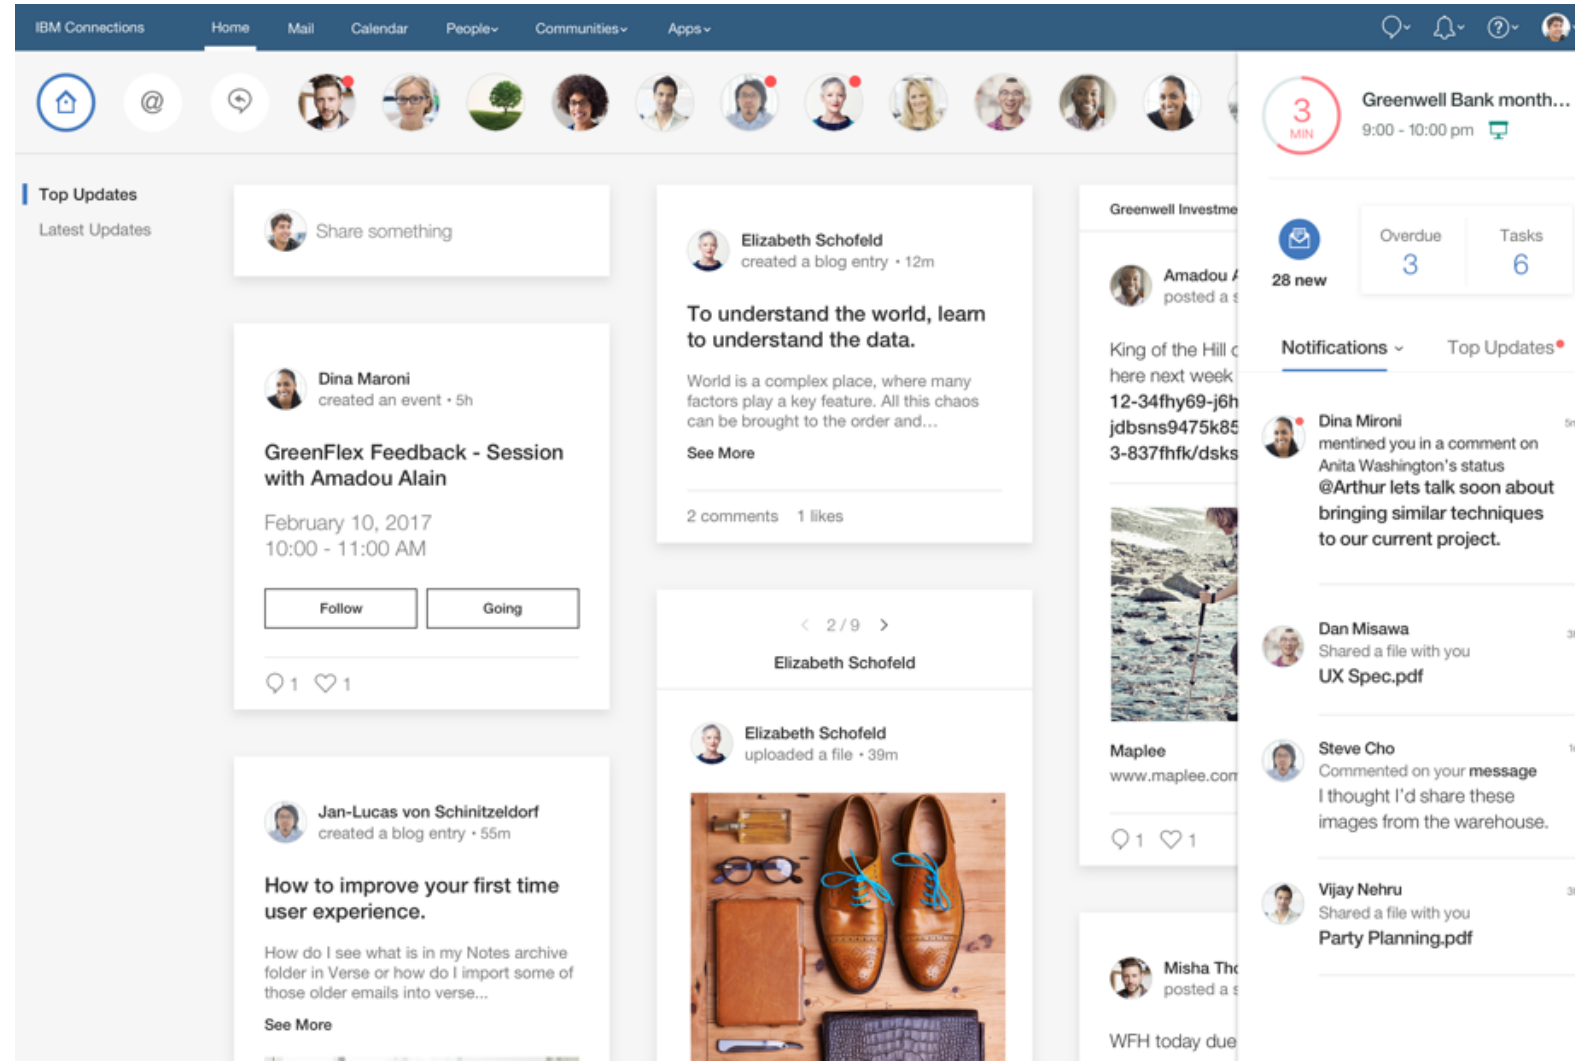 IBM Connections
Home
Mail
Calendar
People
Communities
Apps
@
Top Updates
Latest Updates
Share something
Dina Maroni
created an event • 5h
GreenFlex Feedback - Session
with Amadou Alain
February 10, 2017
10:00 - 11:00 AM
Follow
Going
1
1
Jan-Lucas von Schinitzeldorf
created a blog entry • 55m
How to improve your first time
user experience.
How do I see what is in my Notes archive
folder in Verse or how do I import some of
those older emails into verse...
See More
Elizabeth Schofeld
created a blog entry • 12m
To understand the world, learn
to understand the data.
World is a complex place, where many
factors play a key feature. All this chaos
can be brought to the order and...
See More
2 comments 1 likes
< 2/9 >
Elizabeth Schofeld
Elizabeth Schofeld
uploaded a file • 39m
Greenwell Investme
Amadou A
posted a s
King of the Hill c
here next week
12-34fhy69-j6h
jdbsns9475k85
3-837fhfk/dsks
Maplee
www.maplee.com
1
1
Misha Tho
posted a s
WFH today due
3
MIN
Greenwell Bank month...
9:00 - 10:00 pm
28 new
Overdue
3
Tasks
6
Notifications
Top Updates
Dina Mironi
mentined you in a comment on
Anita Washington's status
@Arthur lets talk soon about
bringing similar techniques
to our current project.
Dan Misawa
Shared a file with you
UX Spec.pdf
Steve Cho
Commented on your message
I thought I'd share these
images from the warehouse.
Vijay Nehru
Shared a file with you
Party Planning.pdf